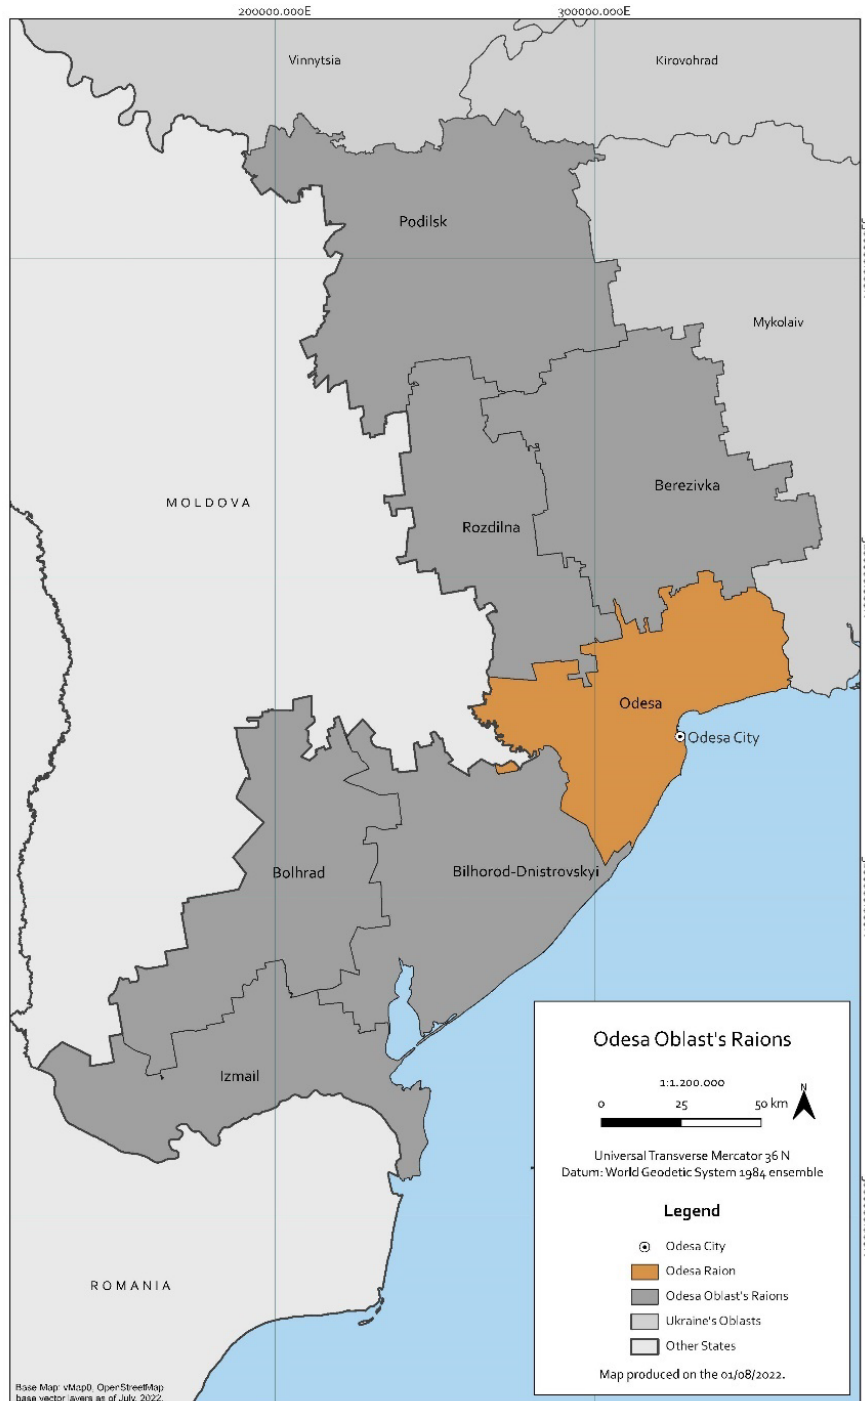 200000.000E
300000.000E
Vinnytsia
Kirovohrad
Podilsk
Mykolaiv
MOLDOVA
Berezivka
Rozdilna
Odesa
Odesa City
Bolhrad
Bilhorod-Dnistrovskyi
Izmail
ROMANIA
Odesa Oblast's Raions
1:1.200.000
N
0 25 50 km
Universal Transverse Mercator 36 N
Datum: World Geodetic System 1984 ensemble
Legend
Odesa City
Odesa Raion
Odesa Oblast's Raions
Ukraine's Oblasts
Other States
Map produced on the 01/08/2022.
Base Map: vMap0, OpenStreetMap
base vector layers as of July, 2022.